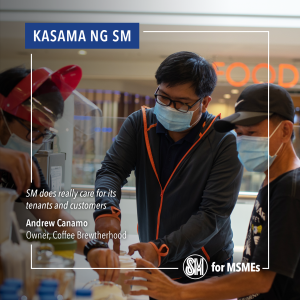 KASAMA NG SM
FOOD
SM does really care for its
tenants and customers
Andrew Canamo
Owner, Coffee Brewtherhood
SM for MSMEs